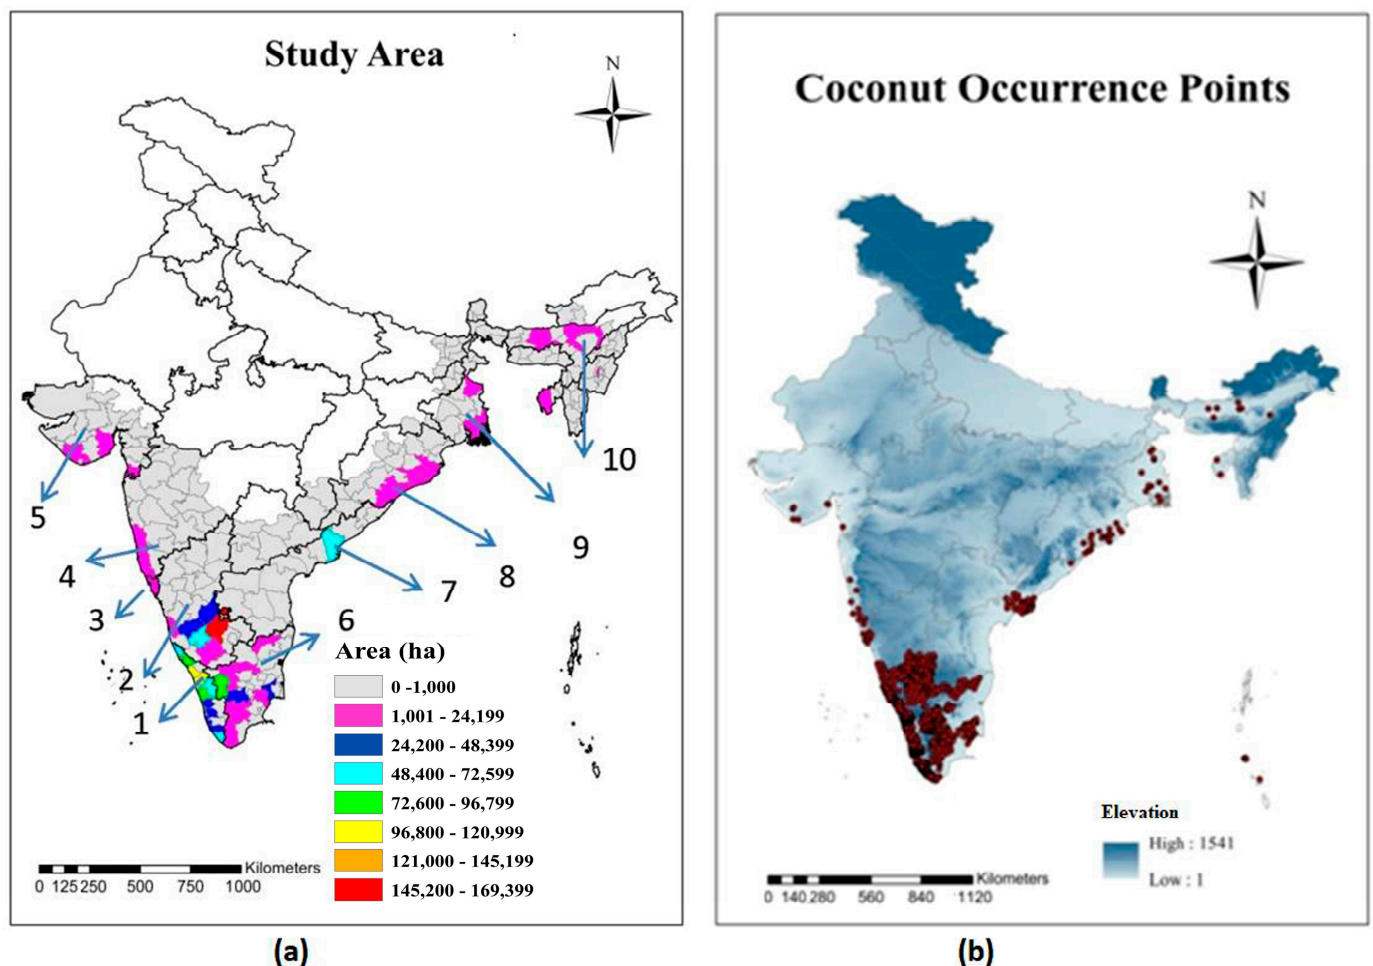 Study Area
N
10
5
9
4
8
7
3
6
2
1
Area (ha)
0 -1,000
1,001 - 24,199
24,200 - 48,399
48,400 - 72,599
72,600 - 96,799
96,800 - 120,999
121,000 - 145,199
145,200 - 169,399
Kilometers
0 125 250 500 750 1000
(a)
Coconut Occurrence Points
N
Elevation
High : 1541
Low : 1
Kilometers
0 140 280 560 840 1120
(b)